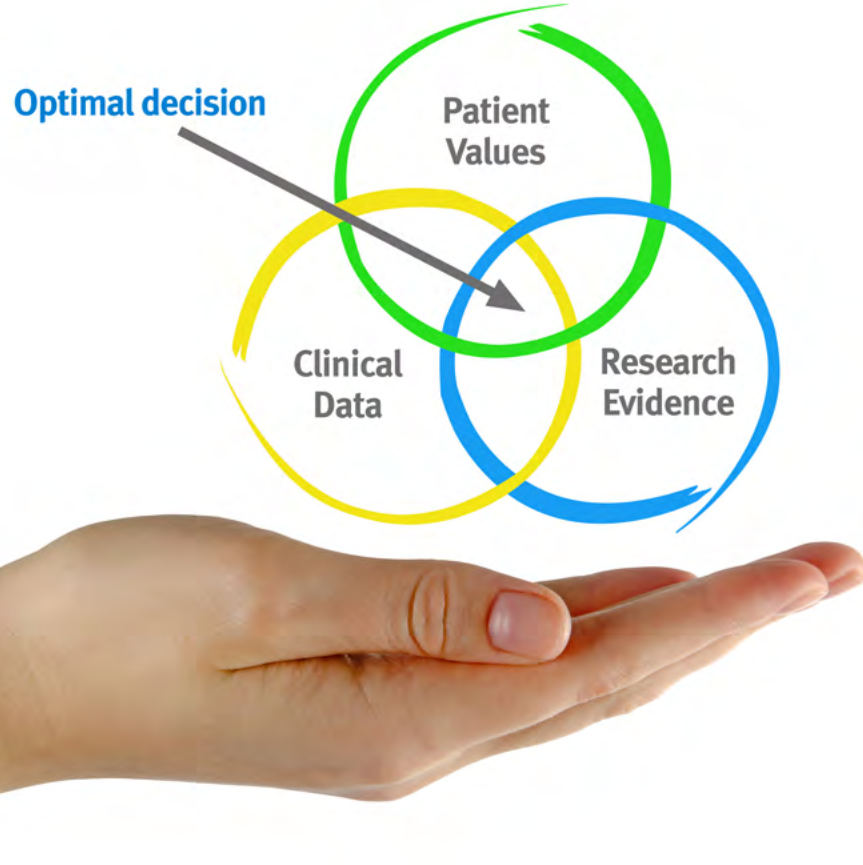 Optimal decision
Patient
Values
Clinical
Data
Research
Evidence